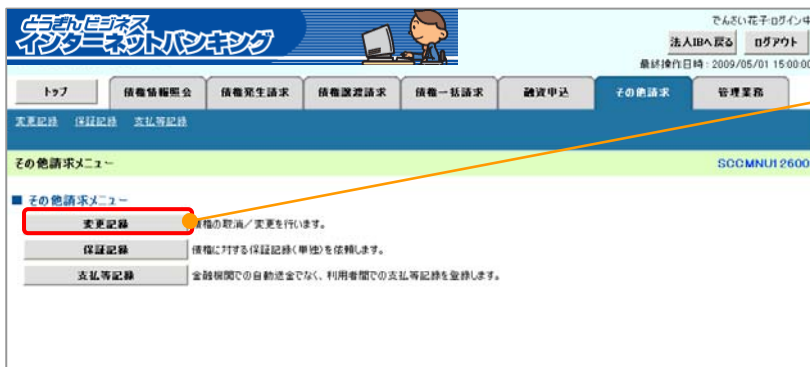 とうぎんビジネス
インターネットバンキング
でんさい花子:ログイン中
法人IBへ戻る ログアウト
最終操作日時:2009/05/01 15:00:00
トップ 債権情報照会 債権発生請求 債権譲渡請求 債権一括請求 融資申込 その他請求 管理業務
変更記録 保証記録 支払等記録
その他請求メニュー SCCMNU12600
■ その他請求メニュー
変更記録 債権の取消/変更を行います。
保証記録 債権に対する保証記録(単独)を依頼します。
支払等記録 金融機関での自動送金でなく、利用者間での支払等記録を登録します。